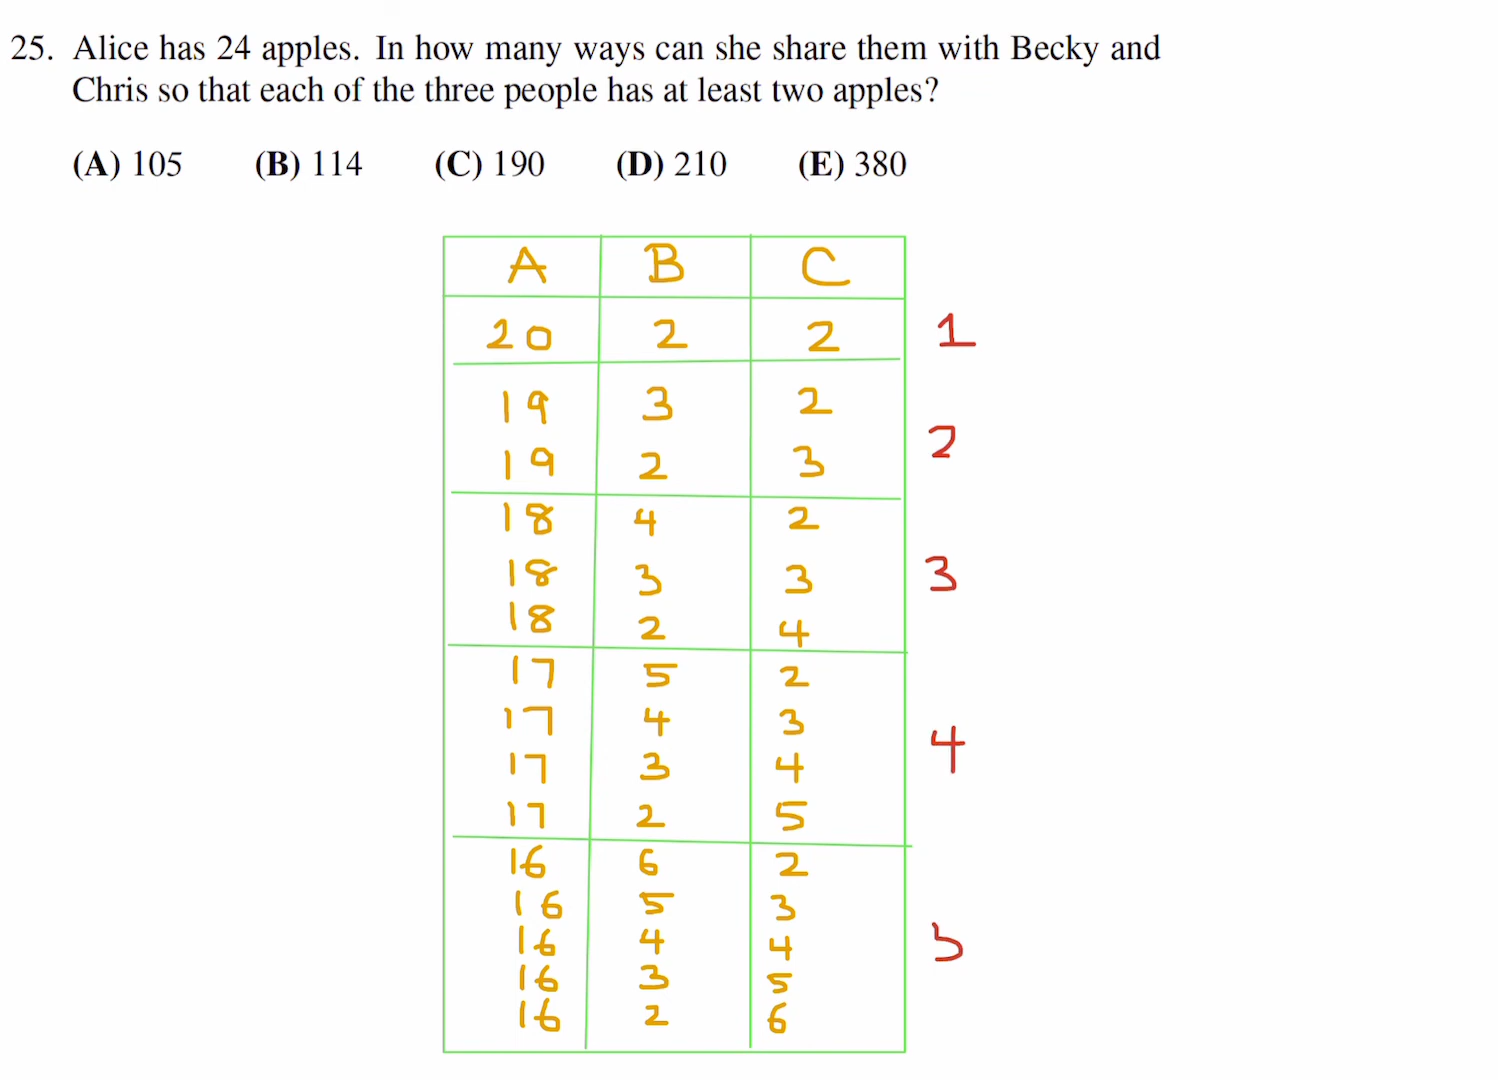 25. Alice has 24 apples. In how many ways can she share them with Becky and
Chris so that each of the three people has at least two apples?
(A) 105 (B) 114 (C) 190 (D) 210 (E) 380
A B C
20 2 2 1
19 3 2
2
19 2 3
18 4 2
18 3 3 3
18 2 4
17 5 2
17 4 3
4
17 3 4
17 2 5
16 6 2
16 5 3
16 4 4 5
16 3 5
16 2 6